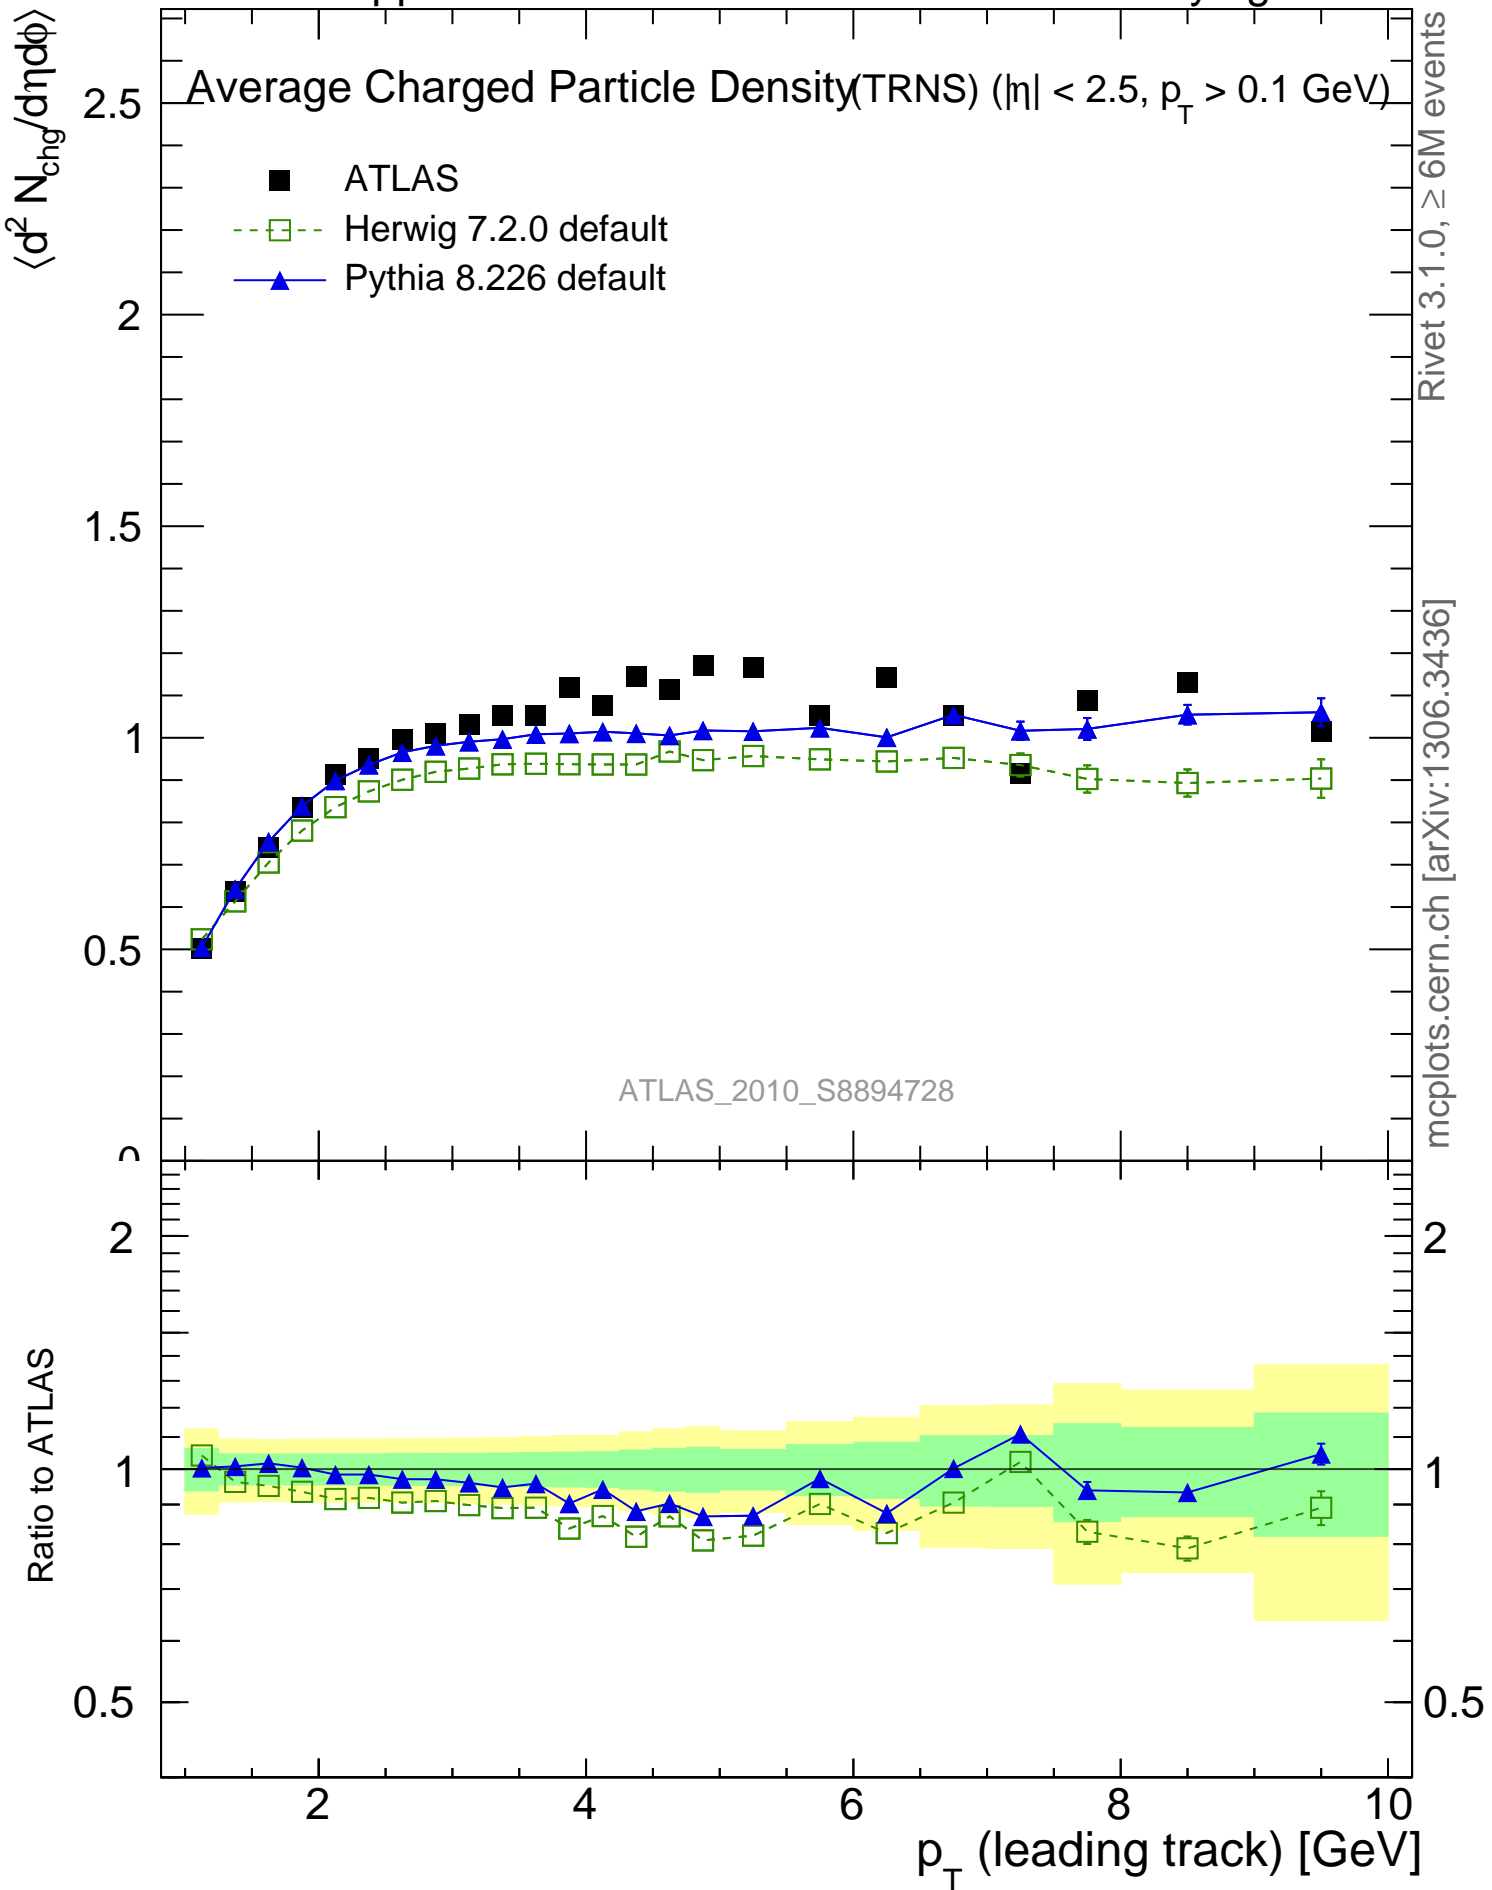 Average Charged Particle Density (TRNS) (|η| < 2.5, p_T > 0.1 GeV)
⟨d² N_chg/dηdϕ⟩
ATLAS
Herwig 7.2.0 default
Pythia 8.226 default
2.5
2
1.5
1
0.5
0
ATLAS_2010_S8894728
Rivet 3.1.0, ≥ 6M events
mcplots.cern.ch [arXiv:1306.3436]
Ratio to ATLAS
2
1
0.5
2
1
0.5
2
4
6
8
10
p_T (leading track) [GeV]